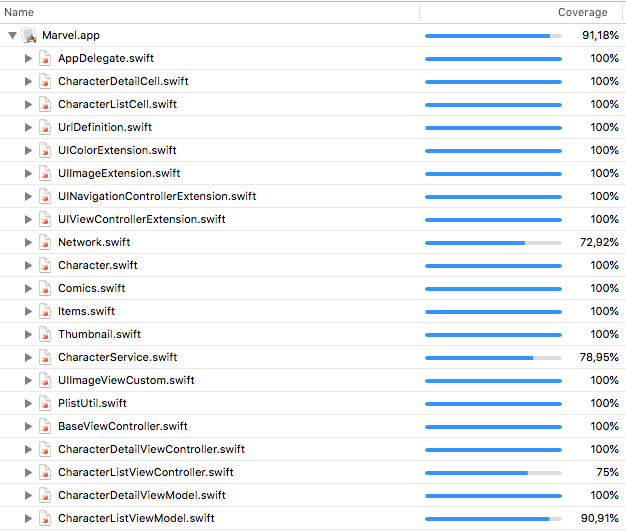 Name Coverage
Marvel.app 91,18%
AppDelegate.swift 100%
CharacterDetailCell.swift 100%
CharacterListCell.swift 100%
UrlDefinition.swift 100%
UIColorExtension.swift 100%
UIImageExtension.swift 100%
UINavigationControllerExtension.swift 100%
UIViewControllerExtension.swift 100%
Network.swift 72,92%
Character.swift 100%
Comics.swift 100%
Items.swift 100%
Thumbnail.swift 100%
CharacterService.swift 78,95%
UIImageViewCustom.swift 100%
PlistUtil.swift 100%
BaseViewController.swift 100%
CharacterDetailViewController.swift 100%
CharacterListViewController.swift 75%
CharacterDetailViewModel.swift 100%
CharacterListViewModel.swift 90,91%